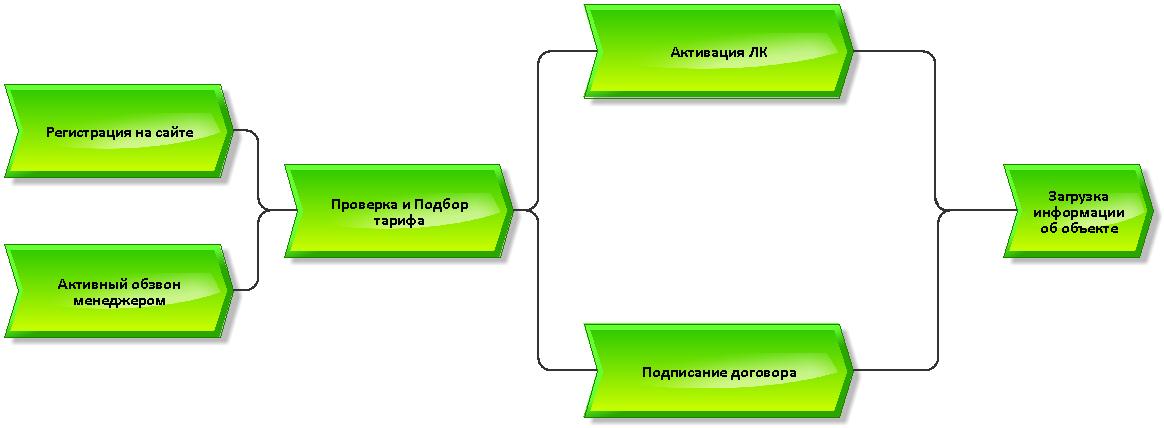 Регистрация на сайте
Активный обзвон
менеджером
Проверка и Подбор
тарифа
Активация ЛК
Подписание договора
Загрузка
информации
об объекте